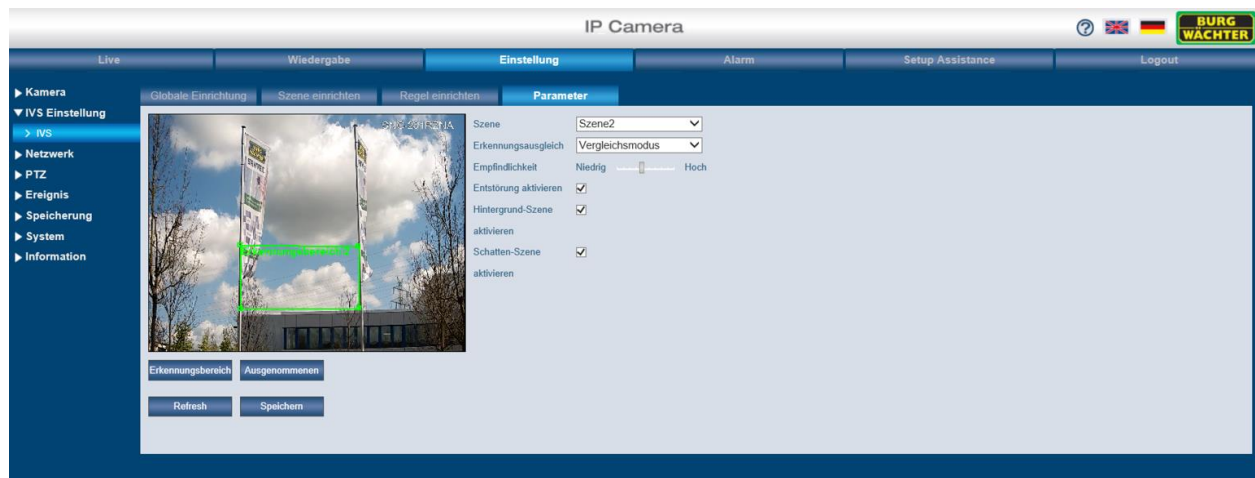 IP Camera
BURG
WÄCHTER
Live Wiedergabe Einstellung Alarm Setup Assistance Logout
Kamera
IVS Einstellung
> IVS
Netzwerk
PTZ
Ereignis
Speicherung
System
Information
Globale Einrichtung Szene einrichten Regel einrichten Parameter
Szene Szene2
Erkennungsausgleich Vergleichsmodus
Empfindlichkeit Niedrig Hoch
Entstörung aktivieren
Hintergrund-Szene
aktivieren
Schatten-Szene
aktivieren
Erkennungsbereich Ausgenommenen
Refresh Speichern